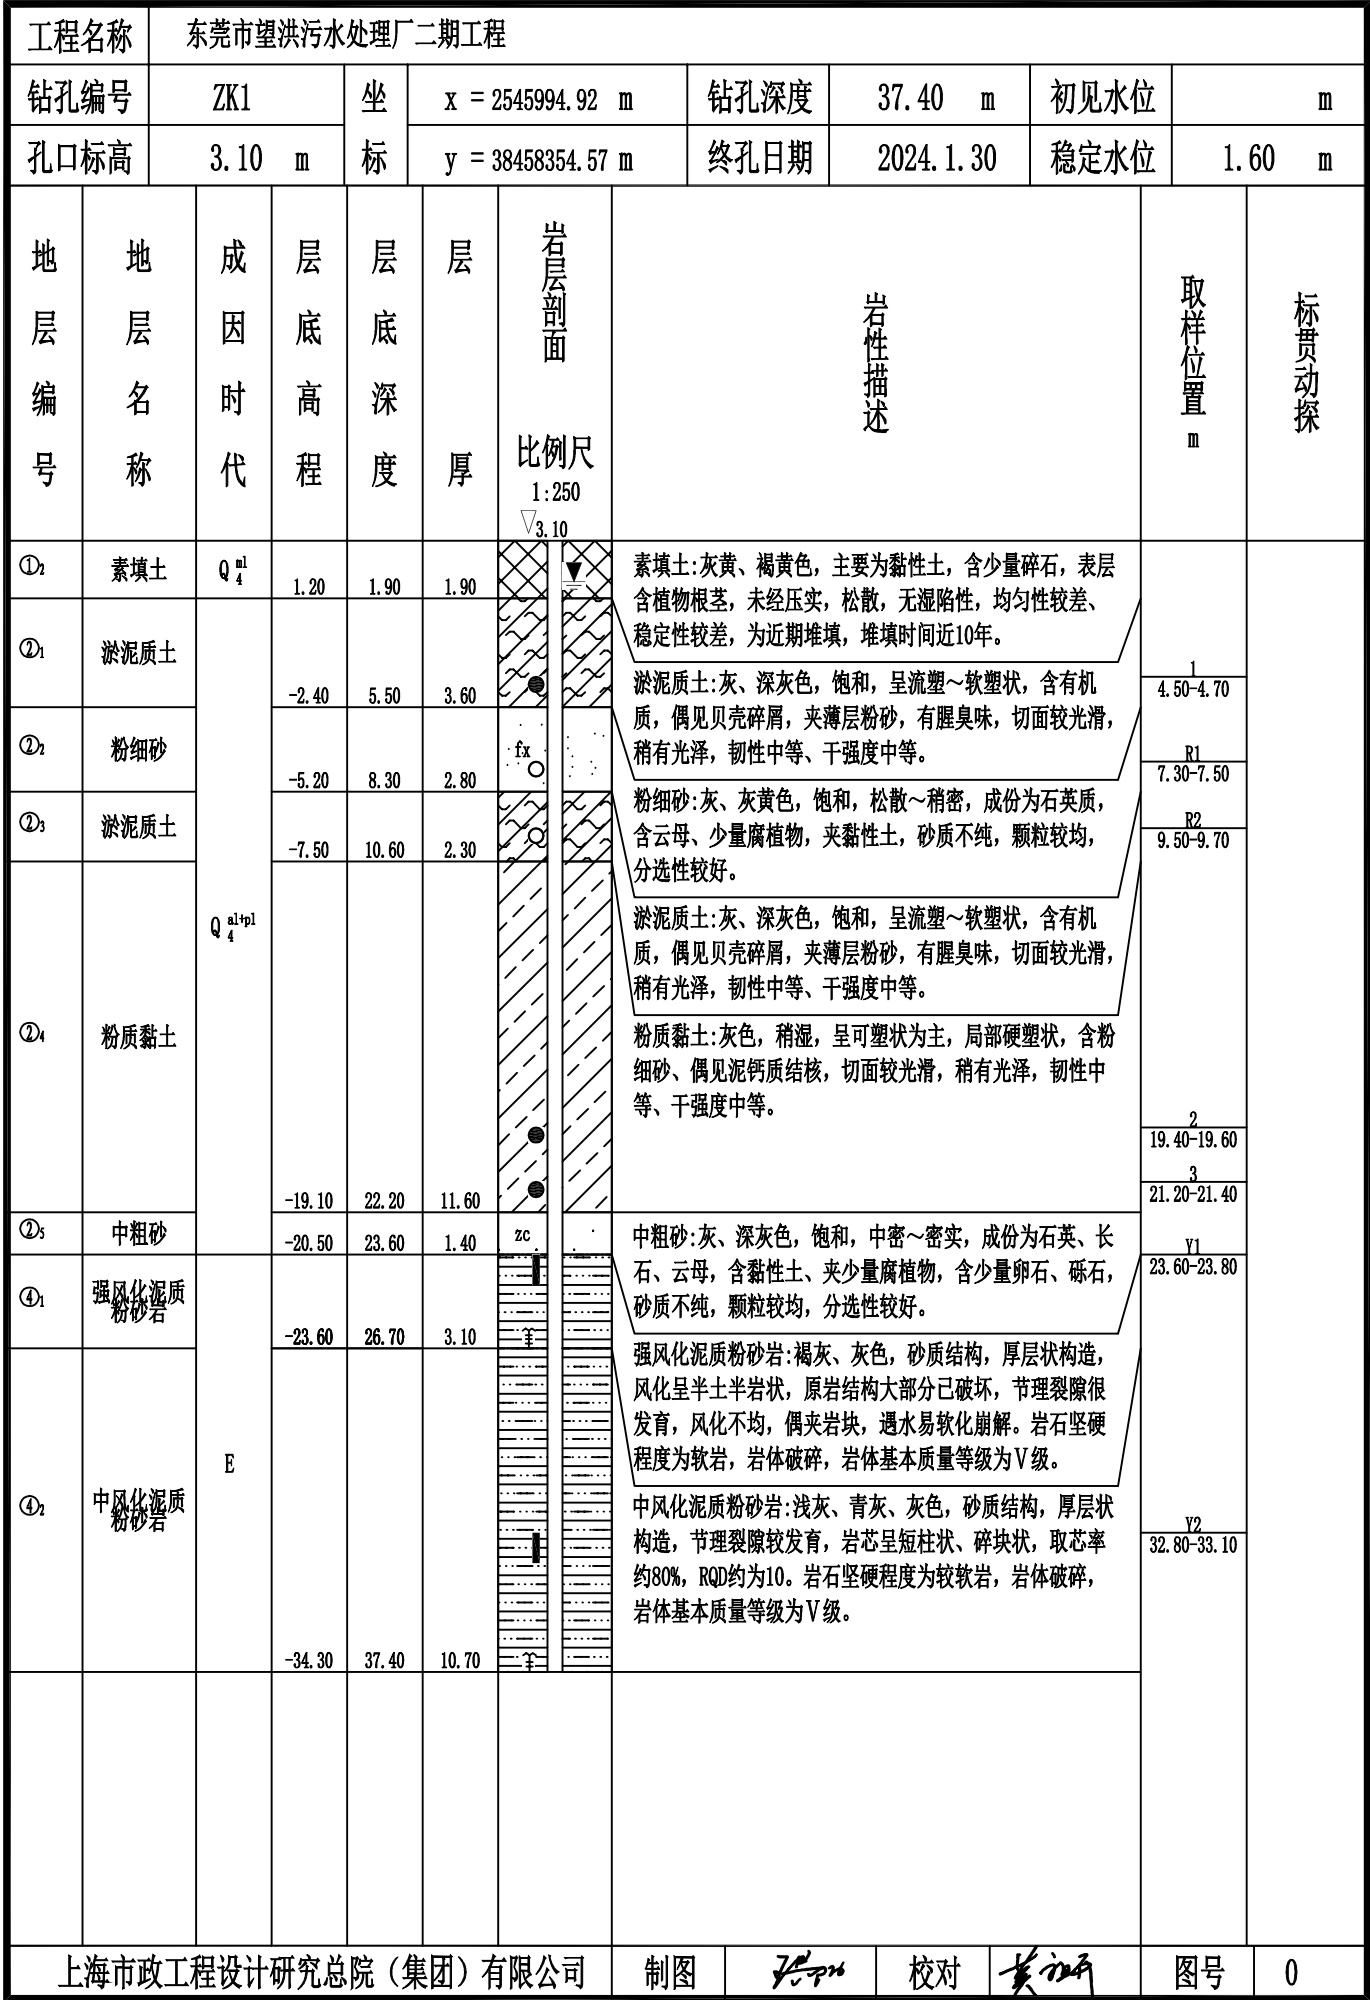 工程名称 东莞市望洪污水处理厂二期工程
钻孔编号 ZK1 坐标 x = 2545994.92 m 钻孔深度 37.40 m 初见水位 m
孔口标高 3.10 m y = 38458354.57 m 终孔日期 2024.1.30 稳定水位 1.60 m
地层编号 地层名称 成因时代 层底高程 层底深度 层厚 岩层剖面 岩性描述 取样位置 m 标贯动探
比例尺
1:250
3.10
①2 素填土 Q4ml 1.20 1.90 1.90
素填土:灰黄、褐黄色，主要为黏性土，含少量碎石，表层
含植物根茎，未经压实，松散，无湿陷性，均匀性较差、
稳定性较差，为近期堆填，堆填时间近10年。
②1 淤泥质土 -2.40 5.50 3.60
淤泥质土:灰、深灰色，饱和，呈流塑～软塑状，含有机
质，偶见贝壳碎屑，夹薄层粉砂，有腥臭味，切面较光滑，
稍有光泽，韧性中等、干强度中等。
1
4.50-4.70
②2 粉细砂 -5.20 8.30 2.80 fx
粉细砂:灰、灰黄色，饱和，松散～稍密，成份为石英质，
含云母、少量腐植物，夹黏性土，砂质不纯，颗粒较均，
分选性较好。
R1
7.30-7.50
②3 淤泥质土 -7.50 10.60 2.30
淤泥质土:灰、深灰色，饱和，呈流塑～软塑状，含有机
质，偶见贝壳碎屑，夹薄层粉砂，有腥臭味，切面较光滑，
稍有光泽，韧性中等、干强度中等。
R2
9.50-9.70
Q4al+pl
②4 粉质黏土 -19.10 22.20 11.60
粉质黏土:灰色，稍湿，呈可塑状为主，局部硬塑状，含粉
细砂、偶见泥钙质结核，切面较光滑，稍有光泽，韧性中
等、干强度中等。
2
19.40-19.60
3
21.20-21.40
②5 中粗砂 -20.50 23.60 1.40 zc
中粗砂:灰、深灰色，饱和，中密～密实，成份为石英、长
石、云母，含黏性土、夹少量腐植物，含少量卵石、砾石，
砂质不纯，颗粒较均，分选性较好。
Y1
23.60-23.80
④1 强风化泥质
粉砂岩 -23.60 26.70 3.10
强风化泥质粉砂岩:褐灰、灰色，砂质结构，厚层状构造，
风化呈半土半岩状，原岩结构大部分已破坏，节理裂隙很
发育，风化不均，偶夹岩块，遇水易软化崩解。岩石坚硬
程度为软岩，岩体破碎，岩体基本质量等级为Ⅴ级。
E
④2 中风化泥质
粉砂岩 -34.30 37.40 10.70
中风化泥质粉砂岩:浅灰、青灰、灰色，砂质结构，厚层状
构造，节理裂隙较发育，岩芯呈短柱状、碎块状，取芯率
约80%，RQD约为10。岩石坚硬程度为较软岩，岩体破碎，
岩体基本质量等级为Ⅴ级。
Y2
32.80-33.10
上海市政工程设计研究总院（集团）有限公司 制图 校对 图号 0